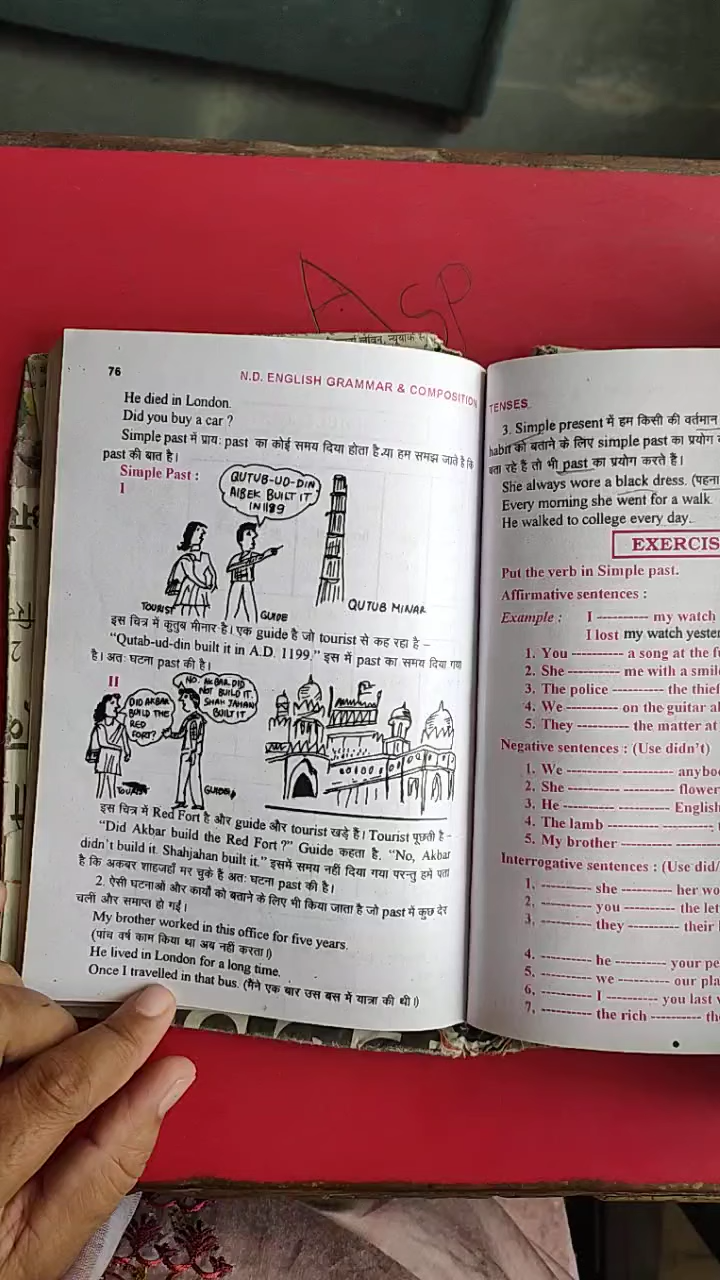 ASP
76
N.D. ENGLISH GRAMMAR & COMPOSITION
He died in London.
Did you buy a car ?
Simple past में प्राय: past का कोई समय दिया होता है या हम समझ जाते है कि
past की बात है।
Simple Past :
I
QUTUB-UD-DIN
AIBEK BUILT IT
IN 1189
TOURIST
GUIDE
QUTUB MINAR
इस चित्र में कुतुब मीनार है। एक guide है जो tourist से कह रहा है –
"Qutab-ud-din built it in A.D. 1199." इस में past का समय दिया गया
है। अत: घटना past की है।
II
DID AKBAR
BUILD THE
RED
FORT?
NO. AKBAR DID
NOT BUILD IT.
SHAH JAHAN
BUILT IT
TOURIST
GUIDE
इस चित्र में Red Fort है और guide और tourist खड़े हैं। Tourist पूछती है –
"Did Akbar build the Red Fort ?" Guide कहता है. "No, Akbar
didn't build it. Shahjahan built it." इसमें समय नहीं दिया गया परन्तु हमें पता
है कि अकबर शाहजहाँ मर चुके है अत: घटना past की है।
2. ऐसी घटनाओं और कार्यों को बताने के लिए भी किया जाता है जो past में कुछ देर
चलीं और समाप्त हो गईं।
My brother worked in this office for five years.
(पांच वर्ष काम किया था अब नहीं करता।)
He lived in London for a long time.
Once I travelled in that bus. (मैंने एक बार उस बस में यात्रा की थी।)
TENSES
3. Simple present में हम किसी की वर्तमान
habit को बताने के लिए simple past का प्रयोग
बता रहे हैं तो भी past का प्रयोग करते हैं।
She always wore a black dress. (पहना
Every morning she went for a walk.
He walked to college every day.
EXERCIS
Put the verb in Simple past.
Affirmative sentences :
Example : I ---------- my watch
I lost my watch yester
1. You ---------- a song at the fu
2. She ---------- me with a smil
3. The police ---------- the thief
4. We ---------- on the guitar al
5. They ---------- the matter at
Negative sentences : (Use didn't)
1. We ---------- ---------- anybo
2. She ---------- ---------- flower
3. He ---------- ---------- English
4. The lamb ---------- ----------
5. My brother ---------- ----------
Interrogative sentences : (Use did/
1. ---------- she ---------- her wo
2. ---------- you ---------- the let
3. ---------- they ---------- their
4. ---------- he ---------- your pe
5. ---------- we ---------- our pla
6. ---------- I ---------- you last
7. ---------- the rich ---------- th